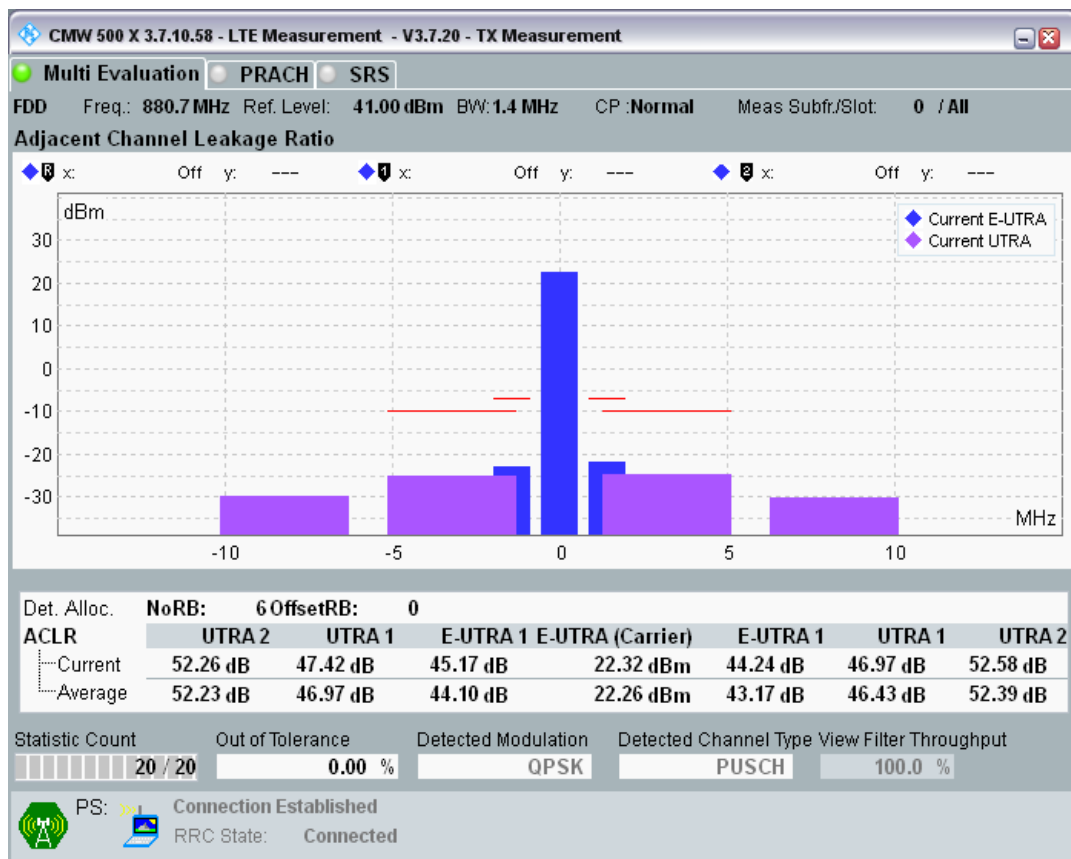 CMW 500 X 3.7.10.58 - LTE Measurement - V3.7.20 - TX Measurement
Multi Evaluation PRACH SRS
FDD Freq.: 880.7 MHz Ref. Level: 41.00 dBm BW: 1.4 MHz CP :Normal Meas Subfr./Slot: 0 / All
Adjacent Channel Leakage Ratio
R x: Off y: --- 1 x: Off y: --- 2 x: Off y: ---
dBm
Current E-UTRA
Current UTRA
30
20
10
0
-10
-20
-30
MHz
-10 -5 0 5 10
Det. Alloc. NoRB: 6 OffsetRB: 0
ACLR UTRA 2 UTRA 1 E-UTRA 1 E-UTRA (Carrier) E-UTRA 1 UTRA 1 UTRA 2
Current 52.26 dB 47.42 dB 45.17 dB 22.32 dBm 44.24 dB 46.97 dB 52.58 dB
Average 52.23 dB 46.97 dB 44.10 dB 22.26 dBm 43.17 dB 46.43 dB 52.39 dB
Statistic Count Out of Tolerance Detected Modulation Detected Channel Type View Filter Throughput
20 / 20 0.00 % QPSK PUSCH 100.0 %
PS: Connection Established
RRC State: Connected